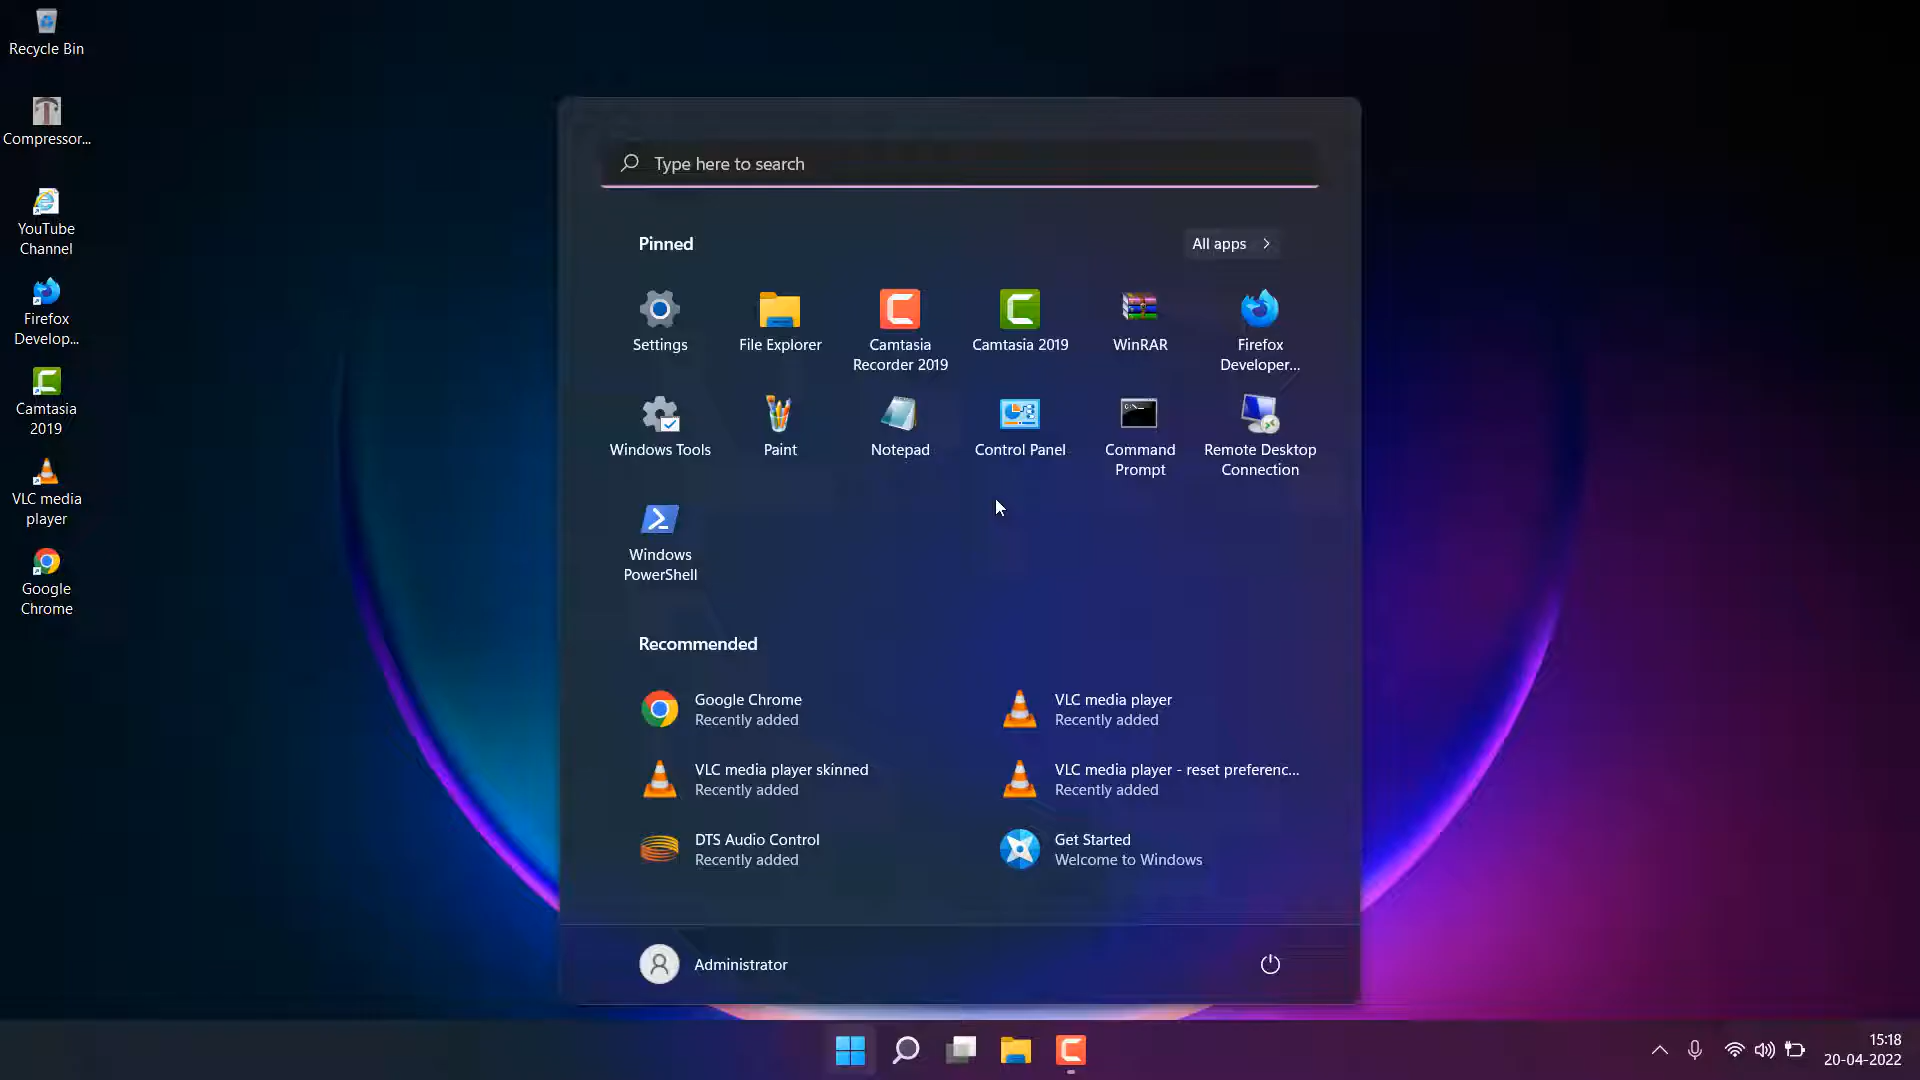 Recycle Bin
Compressor...
YouTube
Channel
Firefox
Develop...
Camtasia
2019
VLC media
player
Google
Chrome
Type here to search
Pinned
All apps
Settings
File Explorer
Camtasia
Recorder 2019
Camtasia 2019
WinRAR
Firefox
Developer...
Windows Tools
Paint
Notepad
Control Panel
Command
Prompt
Remote Desktop
Connection
Windows
PowerShell
Recommended
Google Chrome
Recently added
VLC media player
Recently added
VLC media player skinned
Recently added
VLC media player - reset preferenc...
Recently added
DTS Audio Control
Recently added
Get Started
Welcome to Windows
Administrator
15:18
20-04-2022